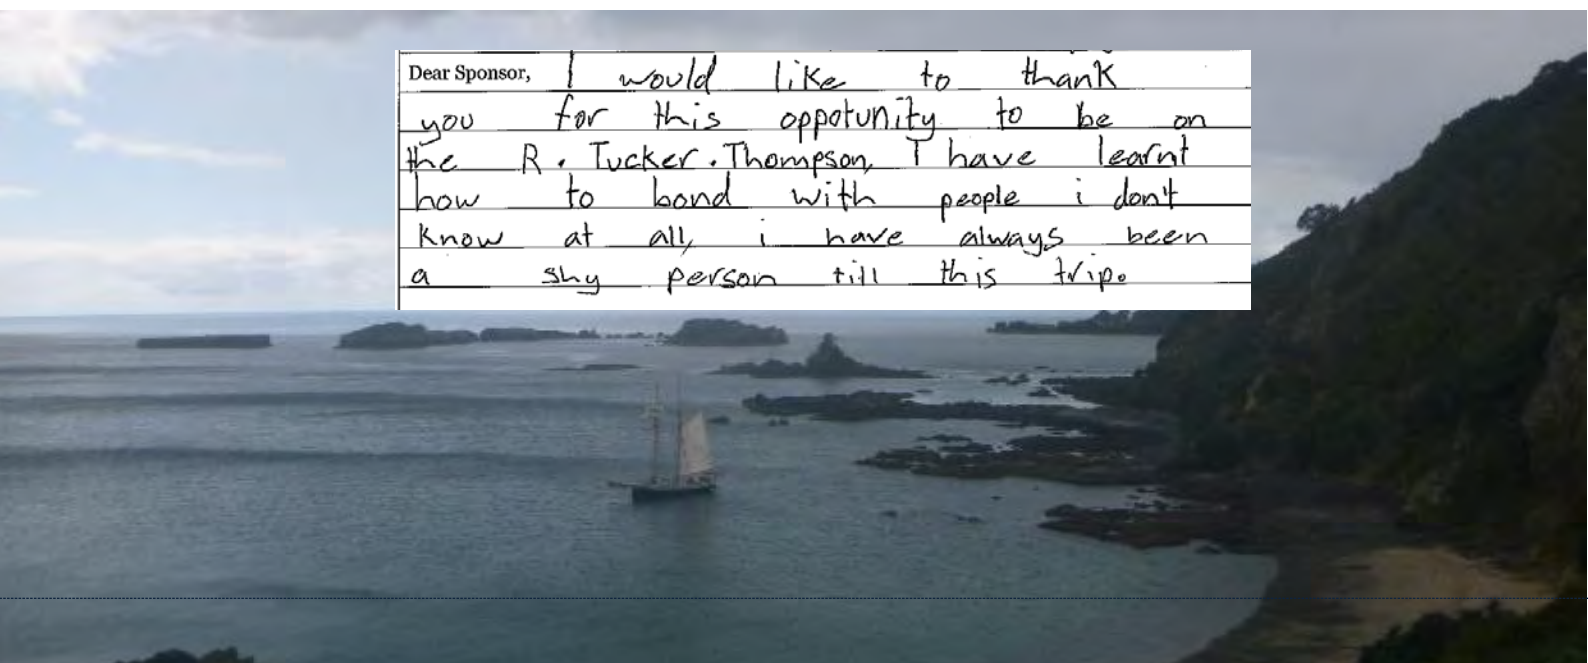 Dear Sponsor, I would like to thank
you for this oppotunity to be on
the R. Tucker. Thompson, I have learnt
how to bond with people i don't
know at all, i have always been
a shy person till this trip.